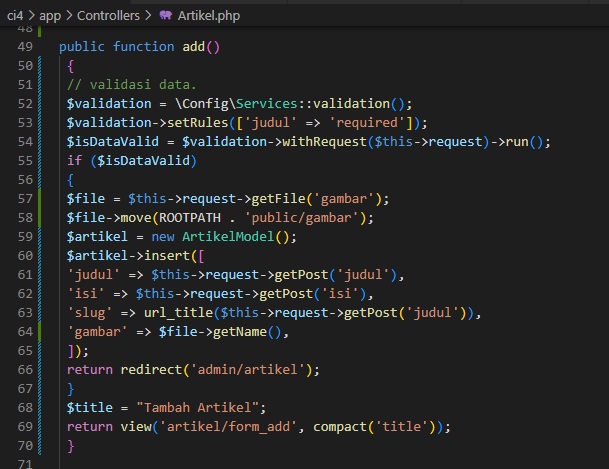 ci4 > app > Controllers > Artikel.php
48
49 public function add()
50 {
51 // validasi data.
52 $validation = \Config\Services::validation();
53 $validation->setRules(['judul' => 'required']);
54 $isDataValid = $validation->withRequest($this->request)->run();
55 if ($isDataValid)
56 {
57 $file = $this->request->getFile('gambar');
58 $file->move(ROOTPATH . 'public/gambar');
59 $artikel = new ArtikelModel();
60 $artikel->insert([
61 'judul' => $this->request->getPost('judul'),
62 'isi' => $this->request->getPost('isi'),
63 'slug' => url_title($this->request->getPost('judul')),
64 'gambar' => $file->getName(),
65 ]);
66 return redirect('admin/artikel');
67 }
68 $title = "Tambah Artikel";
69 return view('artikel/form_add', compact('title'));
70 }
71